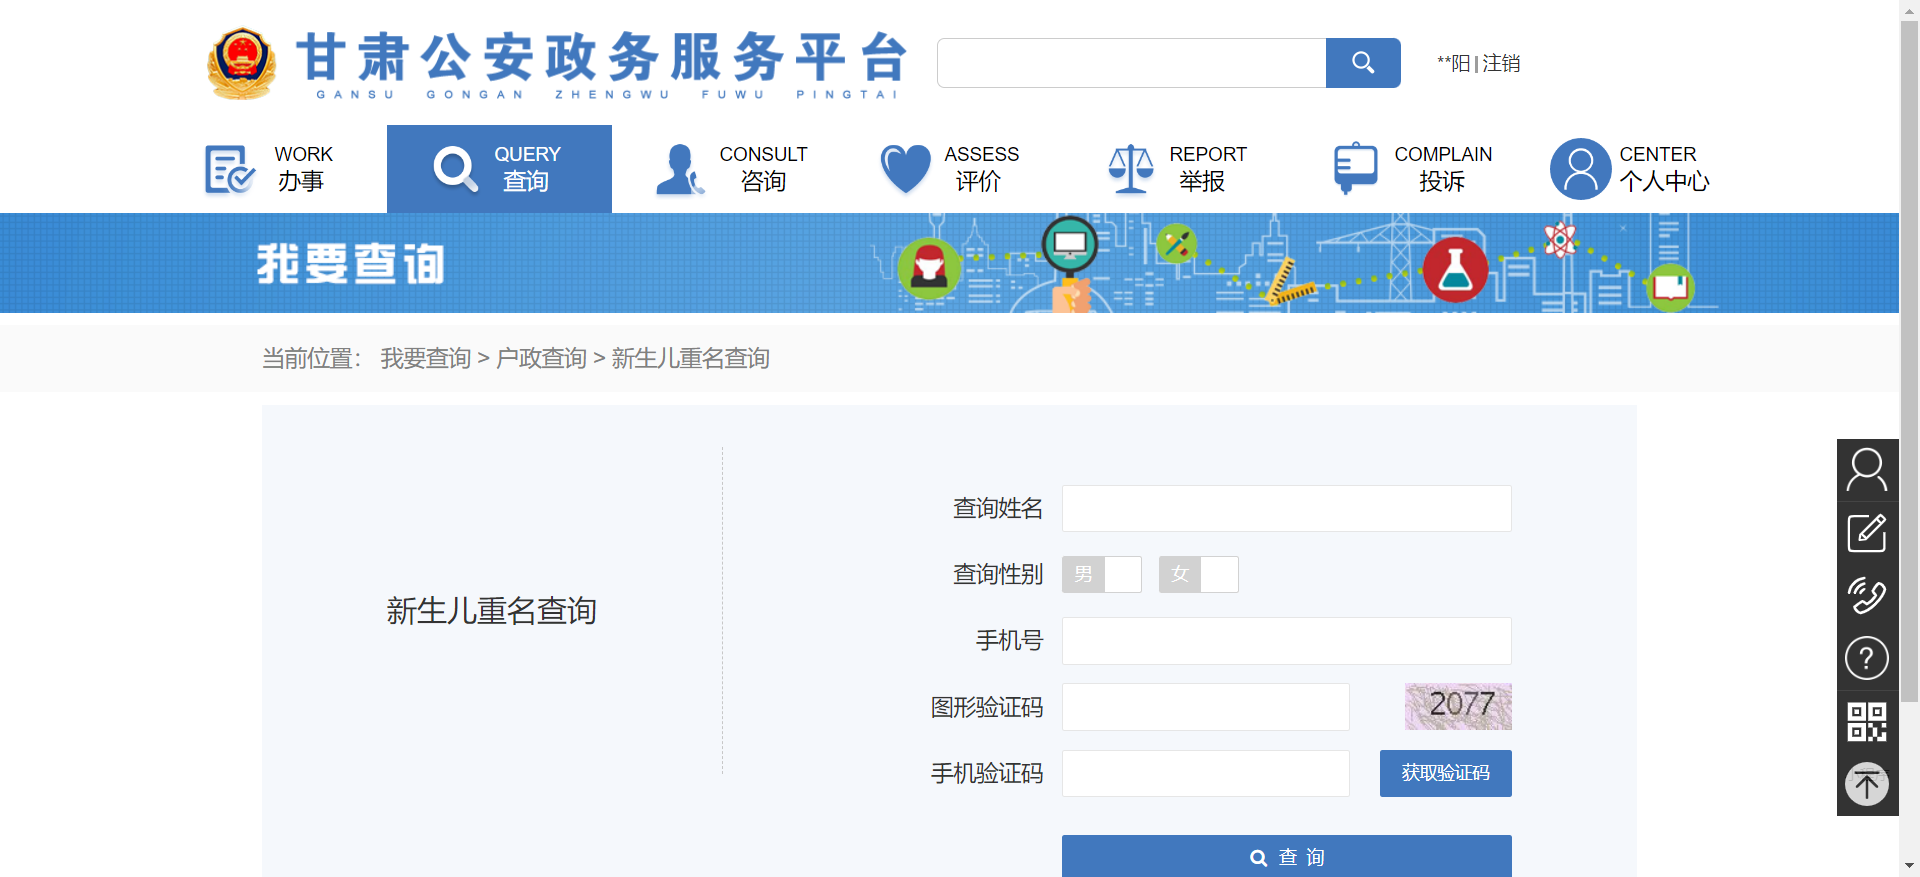 甘肃公安政务服务平台
GANSU GONGAN ZHENGWU FUWU PINGTAI
**阳 | 注销
WORK
办事
QUERY
查询
CONSULT
咨询
ASSESS
评价
REPORT
举报
COMPLAIN
投诉
CENTER
个人中心
我要查询
当前位置： 我要查询 > 户政查询 > 新生儿重名查询
新生儿重名查询
查询姓名
查询性别 男 女
手机号
图形验证码 2077
手机验证码 获取验证码
查 询